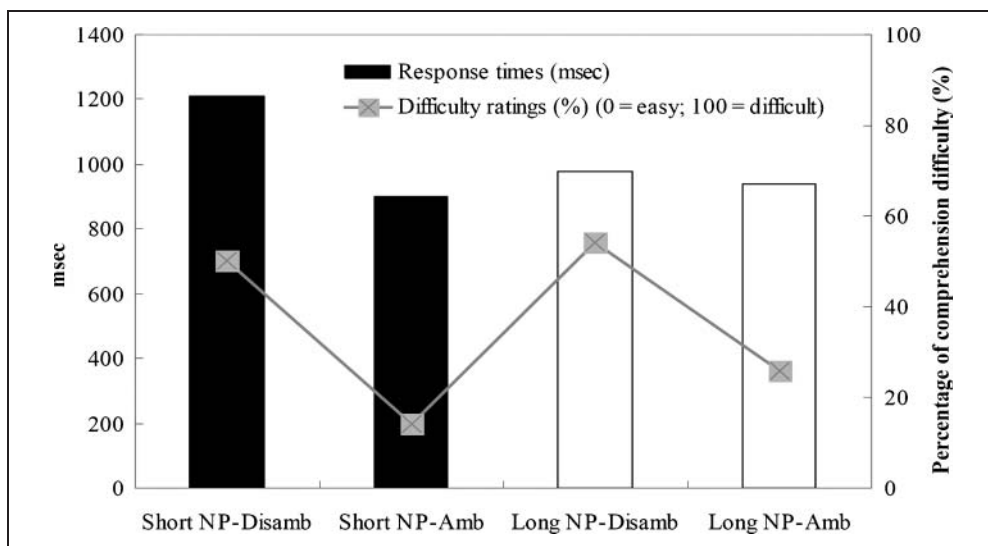 1400
1200
1000
800
600
400
200
0
msec
Response times (msec)
Difficulty ratings (%) (0 = easy; 100 = difficult)
100
80
60
40
20
0
Percentage of comprehension difficulty (%)
Short NP-Disamb
Short NP-Amb
Long NP-Disamb
Long NP-Amb